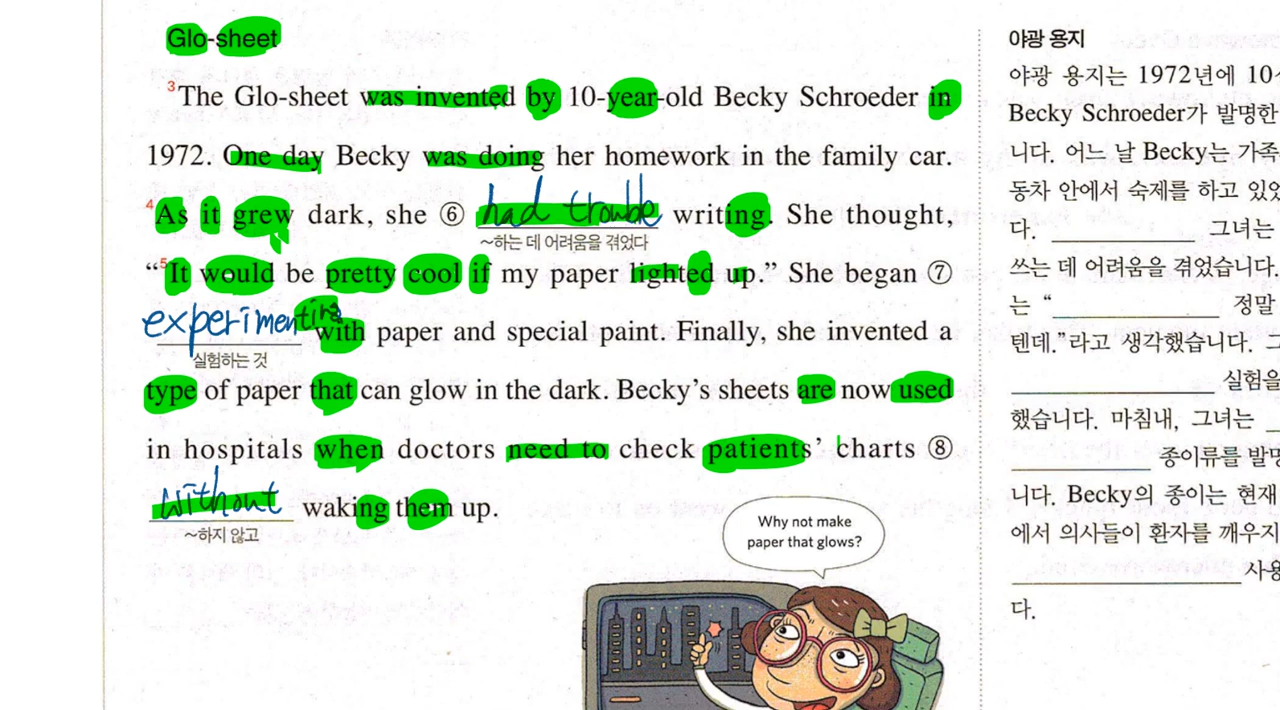 Glo-sheet
3The Glo-sheet was invented by 10-year-old Becky Schroeder in
1972. One day Becky was doing her homework in the family car.
4As it grew dark, she ⑥ had trouble writing. She thought,
~하는 데 어려움을 겪었다
“5It would be pretty cool if my paper lighted up.” She began ⑦
experimenting with paper and special paint. Finally, she invented a
실험하는 것
type of paper that can glow in the dark. Becky’s sheets are now used
in hospitals when doctors need to check patients’ charts ⑧
without waking them up.
~하지 않고
Why not make
paper that glows?
야광 용지
야광 용지는 1972년에 10
Becky Schroeder가 발명한
니다. 어느 날 Becky는 가족
동차 안에서 숙제를 하고 있었
다. 그녀는
쓰는 데 어려움을 겪었습니다.
는 “ 정말
텐데.”라고 생각했습니다. 그
실험을
했습니다. 마침내, 그녀는
종이류를 발명
니다. Becky의 종이는 현재
에서 의사들이 환자를 깨우지
사용
다.